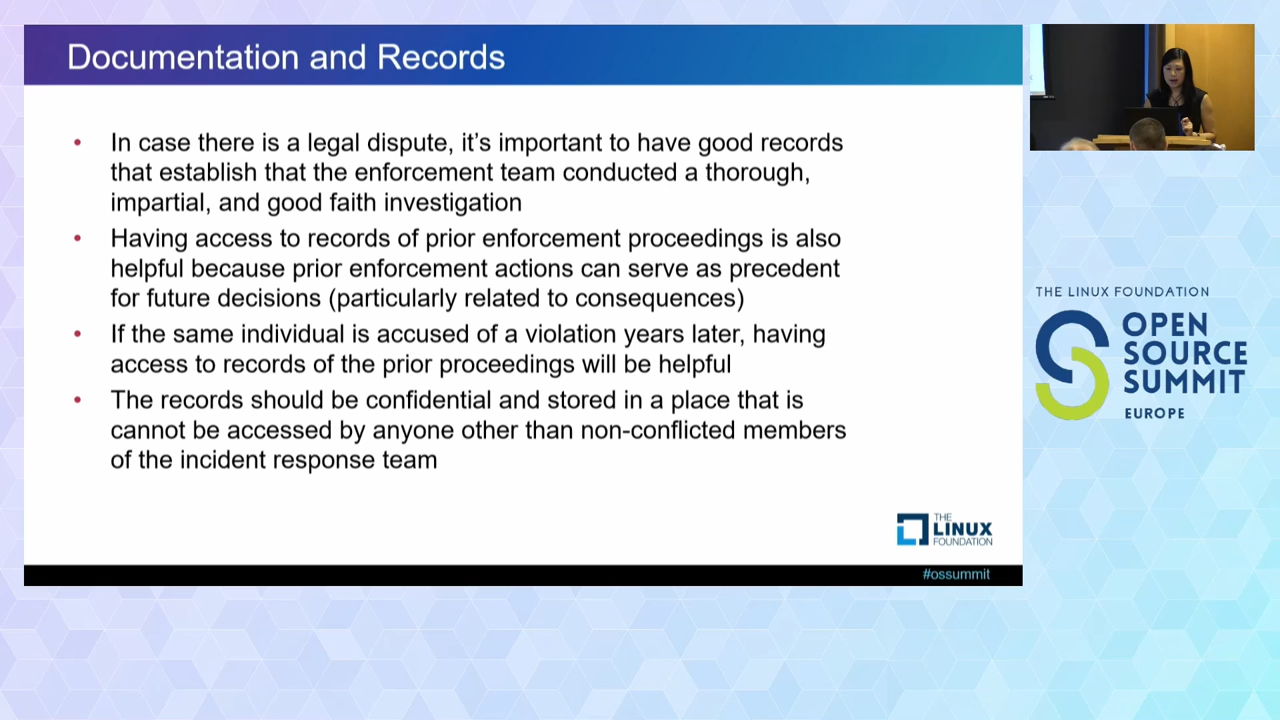 Documentation and Records
• In case there is a legal dispute, it’s important to have good records
that establish that the enforcement team conducted a thorough,
impartial, and good faith investigation
• Having access to records of prior enforcement proceedings is also
helpful because prior enforcement actions can serve as precedent
for future decisions (particularly related to consequences)
• If the same individual is accused of a violation years later, having
access to records of the prior proceedings will be helpful
• The records should be confidential and stored in a place that is
cannot be accessed by anyone other than non-conflicted members
of the incident response team
THE
LINUX
FOUNDATION
#ossummit
THE LINUX FOUNDATION
OPEN
SOURCE
SUMMIT
EUROPE